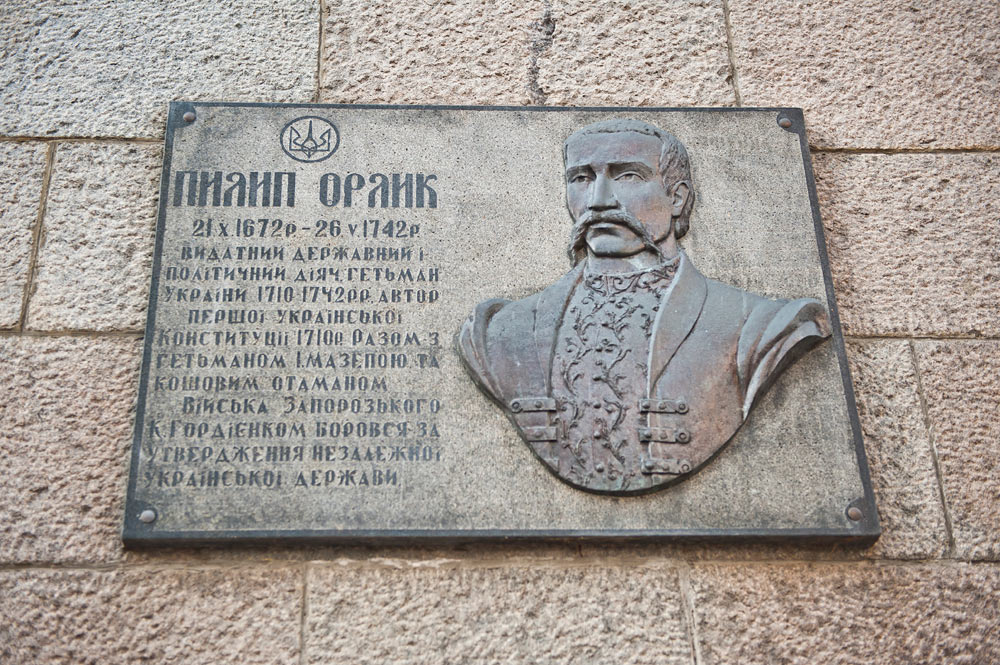 ПИЛИП ОРЛИК
21.X.1672р - 26.V.1742р.
ВИДАТНИЙ ДЕРЖАВНИЙ І
ПОЛІТИЧНИЙ ДІЯЧ, ГЕТЬМАН
УКРАЇНИ 1710-1742рр. АВТОР
ПЕРШОЇ УКРАЇНСЬКОЇ
КОНСТИТУЦІЇ 1710р. РАЗОМ З
ГЕТЬМАНОМ І.МАЗЕПОЮ ТА
КОШОВИМ ОТАМАНОМ
ВІЙСЬКА ЗАПОРОЗЬКОГО
К.ГОРДІЄНКОМ БОРОВСЯ ЗА
УТВЕРДЖЕННЯ НЕЗАЛЕЖНОЇ
УКРАЇНСЬКОЇ ДЕРЖАВИ